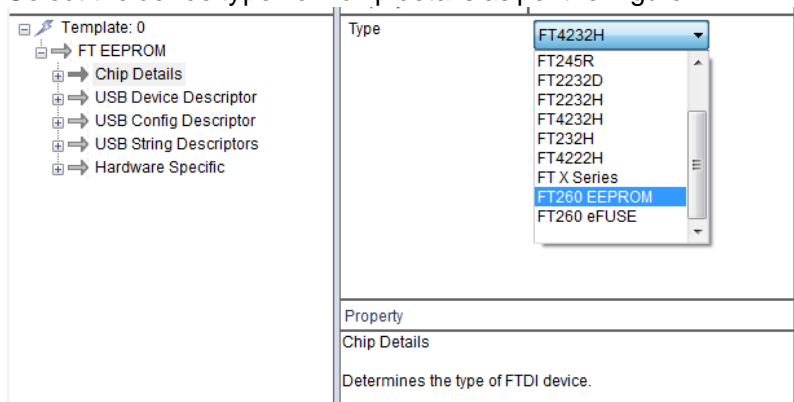 Template: 0
FT EEPROM
Chip Details
USB Device Descriptor
USB Config Descriptor
USB String Descriptors
Hardware Specific
Type
FT4232H
FT245R
FT2232D
FT2232H
FT4232H
FT232H
FT4222H
FT X Series
FT260 EEPROM
FT260 eFUSE
Property
Chip Details
Determines the type of FTDI device.